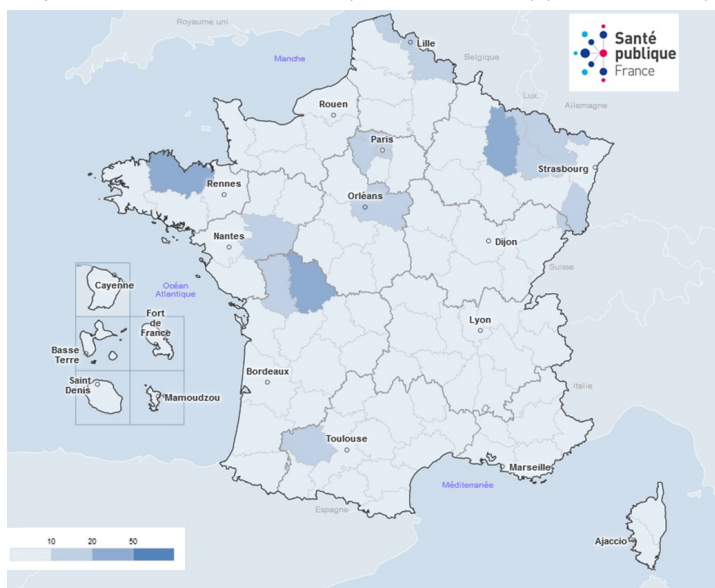 Royaume uni
Manche
Lille
Belgique
Santé
publique
France
Lux.
Allemagne
Rouen
Paris
Strasbourg
Rennes
Orléans
Nantes
Dijon
Suisse
Cayenne
Océan
Atlantique
Fort
de
France
Basse
Terre
Lyon
Saint
Denis
Mamoudzou
Bordeaux
Italie
Toulouse
Marseille
Méditerranée
Espagne
Ajaccio
10 20 50